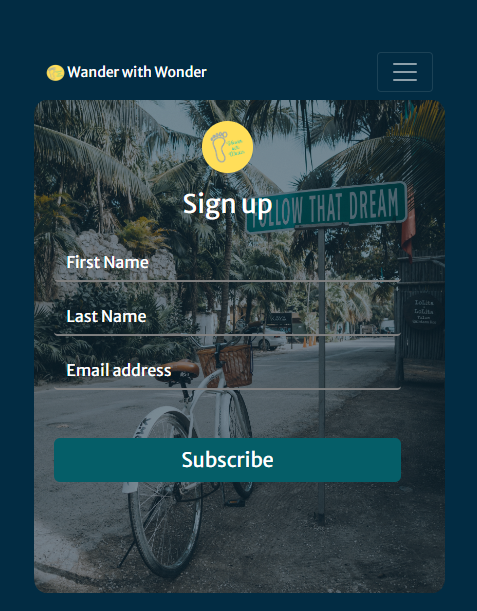 Wander with Wonder
Sign up
FOLLOW THAT DREAM
First Name
Last Name
Email address
Subscribe